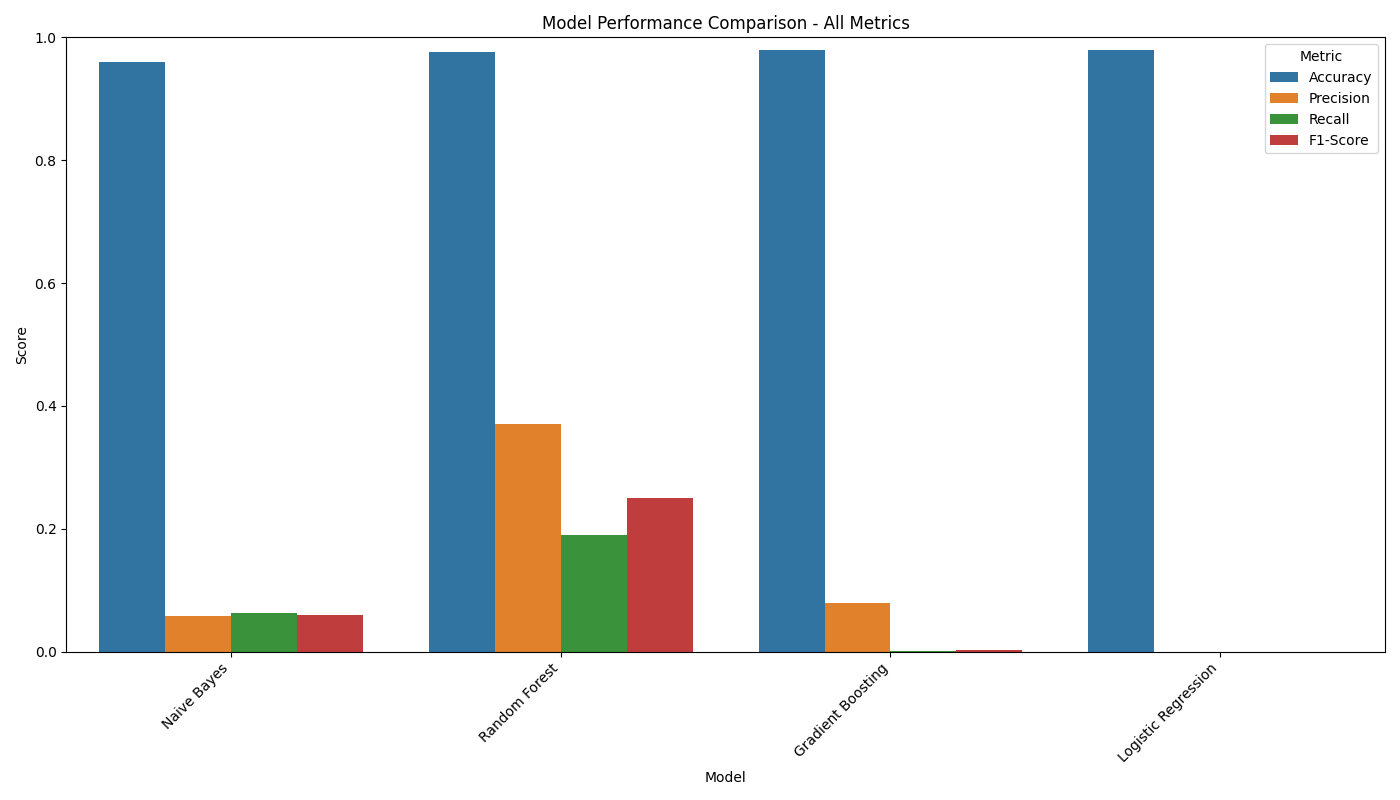 Model Performance Comparison - All Metrics
Metric
Accuracy
Precision
Recall
F1-Score
Score
1.0
0.8
0.6
0.4
0.2
0.0
Naive Bayes
Random Forest
Gradient Boosting
Logistic Regression
Model